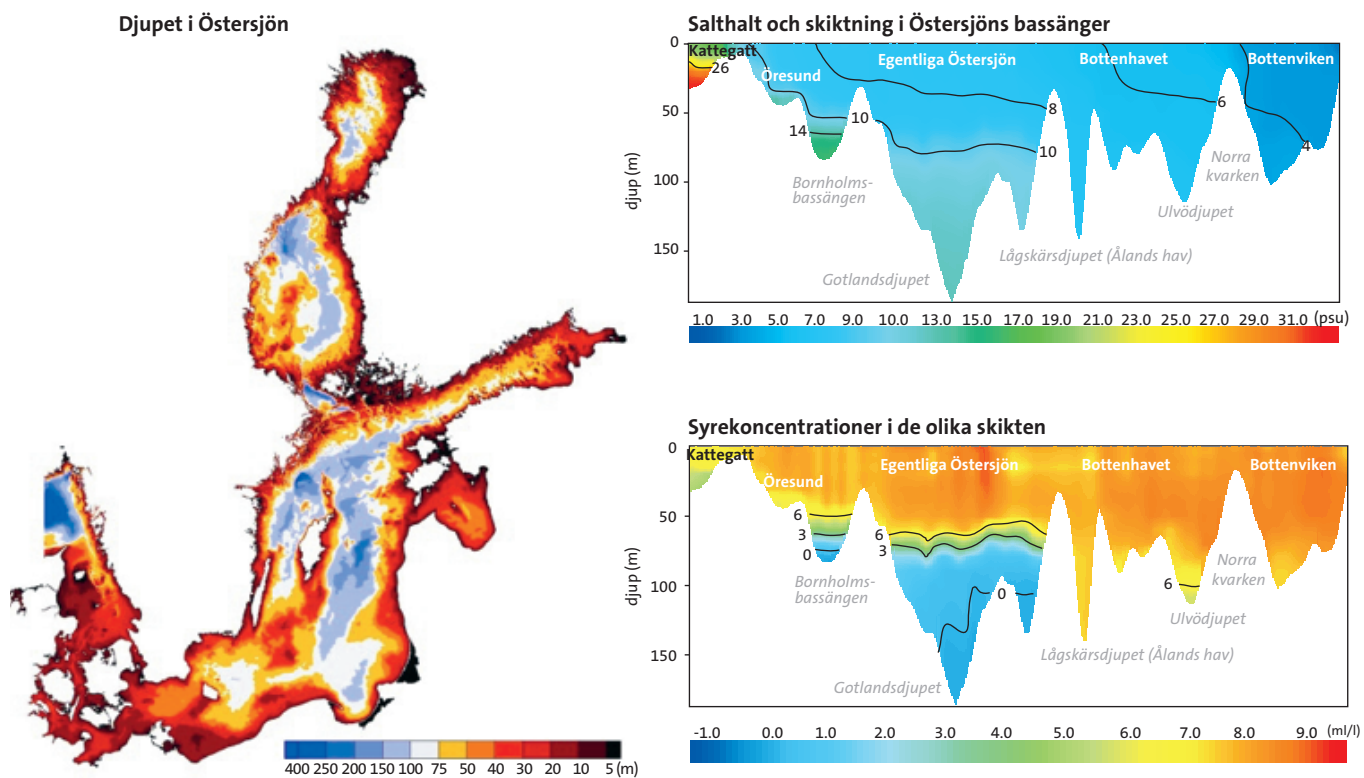 Djupet i Östersjön
400 250 200 150 100 75 50 40 30 20 10 5 (m)
Salthalt och skiktning i Östersjöns bassänger
0
50
100
150
djup (m)
Kattegatt
Öresund
Egentliga Östersjön
Bottenhavet
Bottenviken
26
14
10
8
10
6
4
Bornholms-
bassängen
Gotlandsdjupet
Lågskärsdjupet (Ålands hav)
Ulvödjupet
Norra
kvarken
1.0 3.0 5.0 7.0 9.0 10.0 13.0 15.0 17.0 19.0 21.0 23.0 25.0 27.0 29.0 31.0 (psu)
Syrekoncentrationer i de olika skikten
0
50
100
150
djup (m)
Kattegatt
Öresund
Egentliga Östersjön
Bottenhavet
Bottenviken
6
3
0
6
3
0
6
Bornholms-
bassängen
Gotlandsdjupet
Lågskärsdjupet (Ålands hav)
Ulvödjupet
Norra
kvarken
-1.0 0.0 1.0 2.0 3.0 4.0 5.0 6.0 7.0 8.0 9.0 (ml/l)